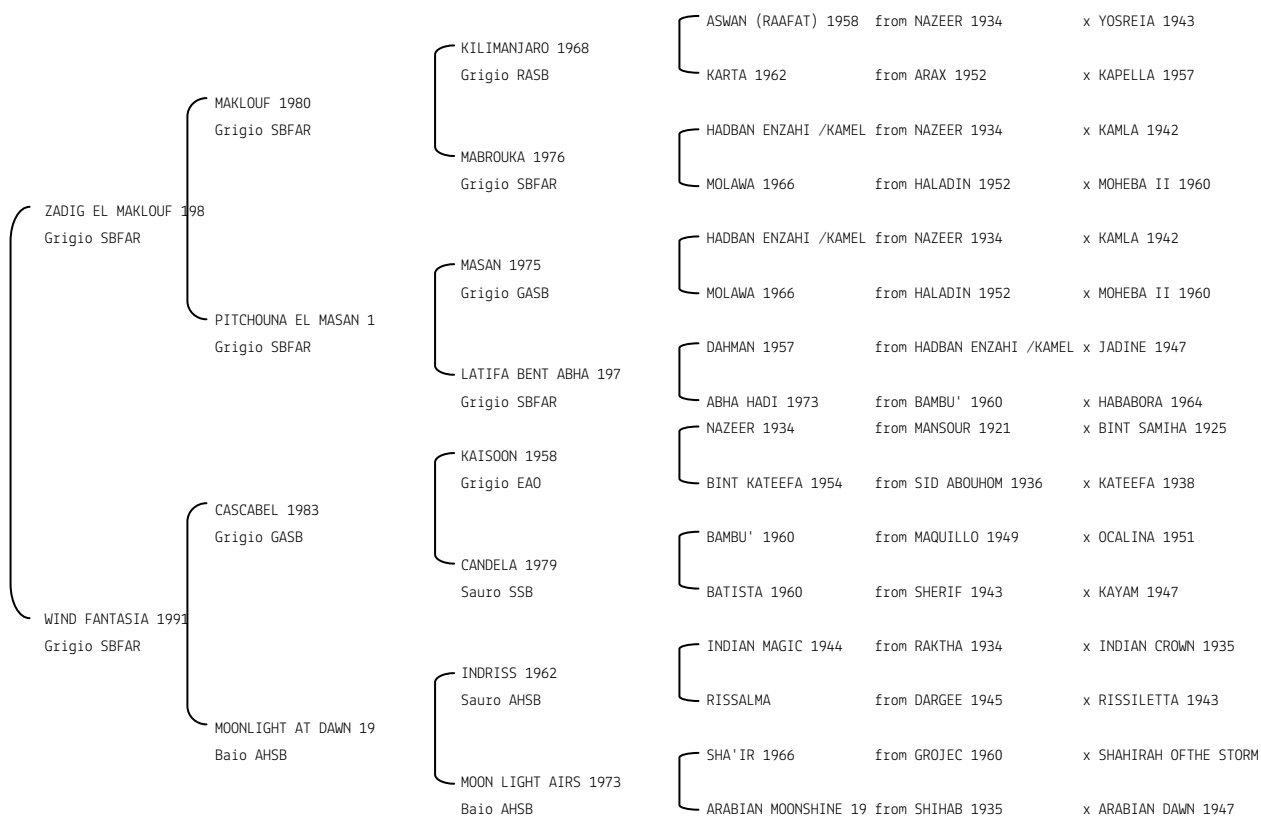 ASWAN (RAAFAT) 1958 from NAZEER 1934 x YOSREIA 1943
KILIMANJARO 1968
Grigio RASB
KARTA 1962 from ARAX 1952 x KAPELLA 1957
MAKLOUF 1980
Grigio SBFAR
HADBAN ENZAHI /KAMEL from NAZEER 1934 x KAMLA 1942
MABROUKA 1976
Grigio SBFAR
MOLAWA 1966 from HALADIN 1952 x MOHEBA II 1960
ZADIG EL MAKLOUF 198
Grigio SBFAR
HADBAN ENZAHI /KAMEL from NAZEER 1934 x KAMLA 1942
MASAN 1975
Grigio GASB
MOLAWA 1966 from HALADIN 1952 x MOHEBA II 1960
PITCHOUNA EL MASAN 1
Grigio SBFAR
DAHMAN 1957 from HADBAN ENZAHI /KAMEL x JADINE 1947
LATIFA BENT ABHA 197
Grigio SBFAR
ABHA HADI 1973 from BAMBU' 1960 x HABABORA 1964
NAZEER 1934 from MANSOUR 1921 x BINT SAMIHA 1925
KAISOON 1958
Grigio EAO
BINT KATEEFA 1954 from SID ABOUHOM 1936 x KATEEFA 1938
CASCABEL 1983
Grigio GASB
BAMBU' 1960 from MAQUILLO 1949 x OCALINA 1951
CANDELA 1979
Sauro SSB
BATISTA 1960 from SHERIF 1943 x KAYAM 1947
WIND FANTASIA 1991
Grigio SBFAR
INDIAN MAGIC 1944 from RAKTHA 1934 x INDIAN CROWN 1935
INDRISS 1962
Sauro AHSB
RISSALMA from DARGEE 1945 x RISSILETTA 1943
MOONLIGHT AT DAWN 19
Baio AHSB
SHA'IR 1966 from GROJEC 1960 x SHAHIRAH OFTHE STORM
MOON LIGHT AIRS 1973
Baio AHSB
ARABIAN MOONSHINE 19 from SHIHAB 1935 x ARABIAN DAWN 1947